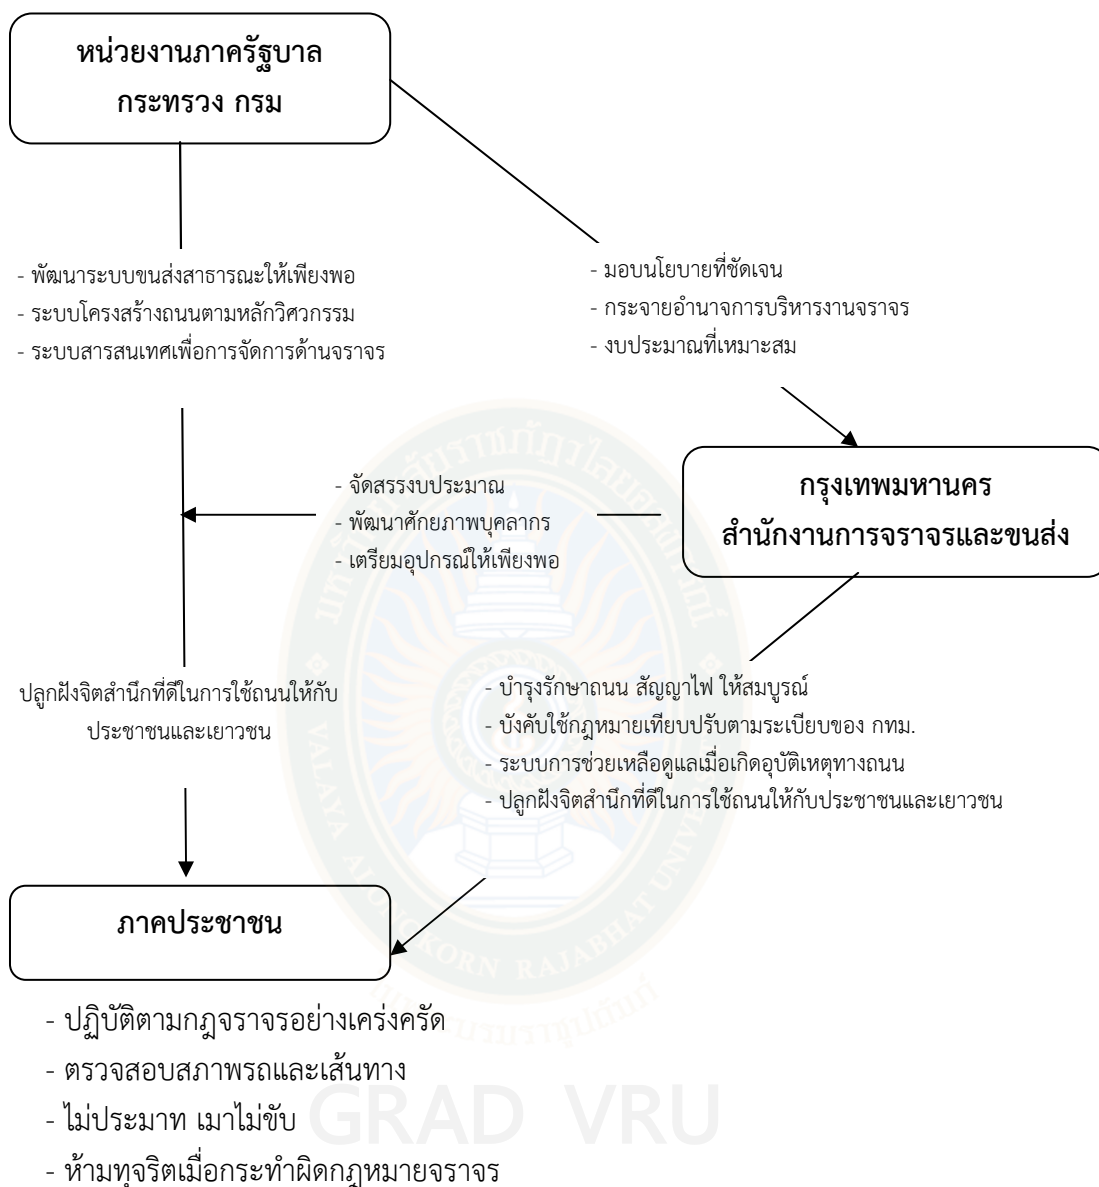 หน่วยงานภาครัฐบาล
กระทรวง กรม
- พัฒนาระบบขนส่งสาธารณะให้เพียงพอ
- ระบบโครงสร้างถนนตามหลักวิศวกรรม
- ระบบสารสนเทศเพื่อการจัดการด้านจราจร
- มอบนโยบายที่ชัดเจน
- กระจายอำนาจการบริหารงานจราจร
- งบประมาณที่เหมาะสม
- จัดสรรงบประมาณ
- พัฒนาศักยภาพบุคลากร
- เตรียมอุปกรณ์ให้เพียงพอ
กรุงเทพมหานคร
สำนักงานการจราจรและขนส่ง
ปลูกฝังจิตสำนึกที่ดีในการใช้ถนนให้กับ
ประชาชนและเยาวชน
- บำรุงรักษาถนน สัญญาไฟ ให้สมบูรณ์
- บังคับใช้กฎหมายเทียบปรับตามระเบียบของ กทม.
- ระบบการช่วยเหลือดูแลเมื่อเกิดอุบัติเหตุทางถนน
- ปลูกฝังจิตสำนึกที่ดีในการใช้ถนนให้กับประชาชนและเยาวชน
ภาคประชาชน
- ปฏิบัติตามกฎจราจรอย่างเคร่งครัด
- ตรวจสอบสภาพรถและเส้นทาง
- ไม่ประมาท เมาไม่ขับ
- ห้ามทุจริตเมื่อกระทำผิดกฎหมายจราจร
VALAYA ALONGKORN RAJABHAT
GRAD VRU